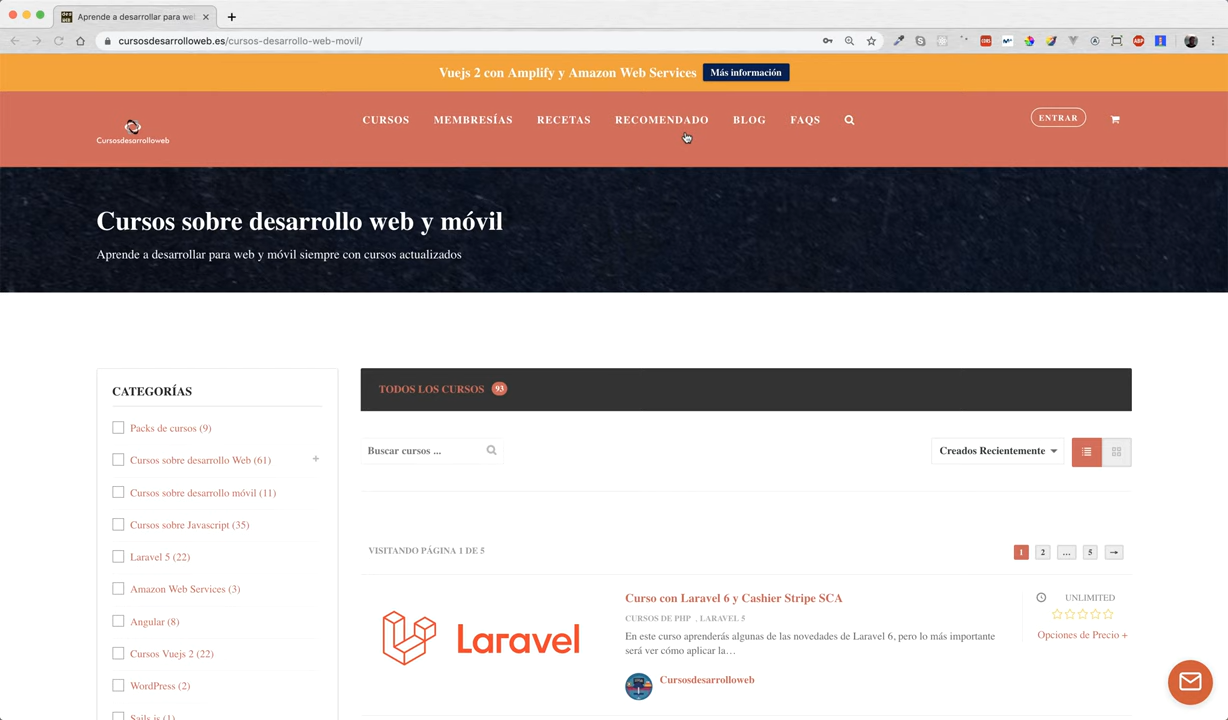 Aprende a desarrollar para web
cursosdesarrolloweb.es/cursos-desarrollo-web-movil/
Vuejs 2 con Amplify y Amazon Web Services Más información
Cursosdesarrolloweb
CURSOS MEMBRESÍAS RECETAS RECOMENDADO BLOG FAQS
ENTRAR
Cursos sobre desarrollo web y móvil
Aprende a desarrollar para web y móvil siempre con cursos actualizados
CATEGORÍAS
Packs de cursos (9)
Cursos sobre desarrollo Web (61) +
Cursos sobre desarrollo móvil (11)
Cursos sobre Javascript (35)
Laravel 5 (22)
Amazon Web Services (3)
Angular (8)
Cursos Vuejs 2 (22)
WordPress (2)
Sails js (1)
TODOS LOS CURSOS 93
Buscar cursos ...
Creados Recientemente
VISITANDO PÁGINA 1 DE 5
1 2 ... 5 →
Laravel
Curso con Laravel 6 y Cashier Stripe SCA
CURSOS DE PHP , LARAVEL 5
En este curso aprenderás algunas de las novedades de Laravel 6, pero lo más importante
será ver cómo aplicar la…
Cursosdesarrolloweb
UNLIMITED
Opciones de Precio +